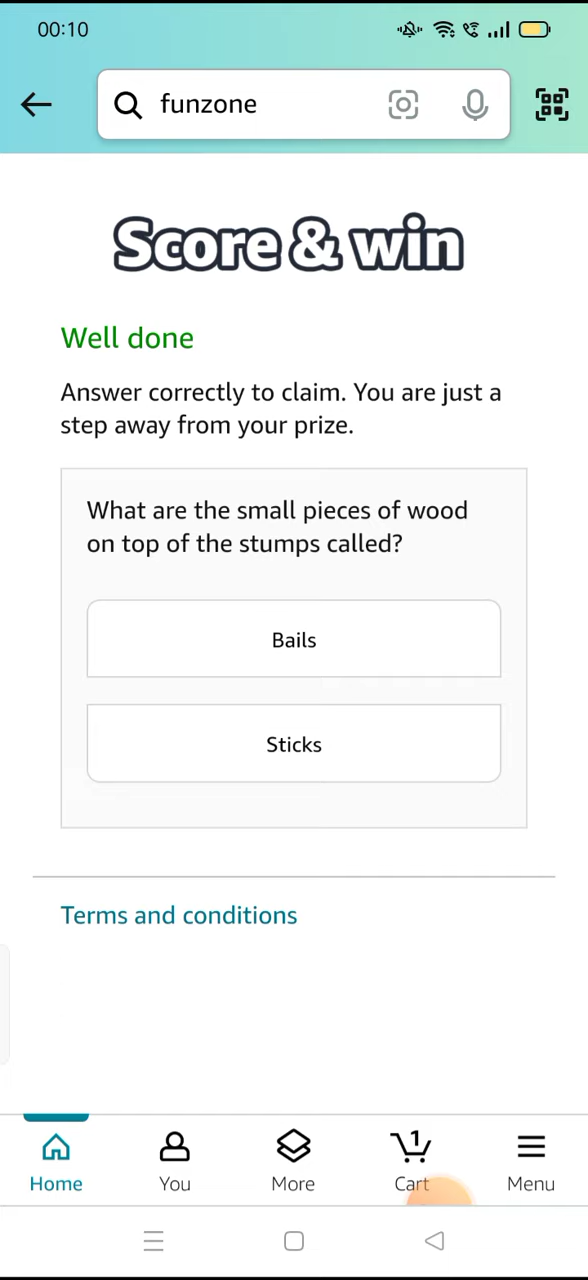 00:10
funzone
Score & win
Well done
Answer correctly to claim. You are just a
step away from your prize.
What are the small pieces of wood
on top of the stumps called?
Bails
Sticks
Terms and conditions
1
Home You More Cart Menu